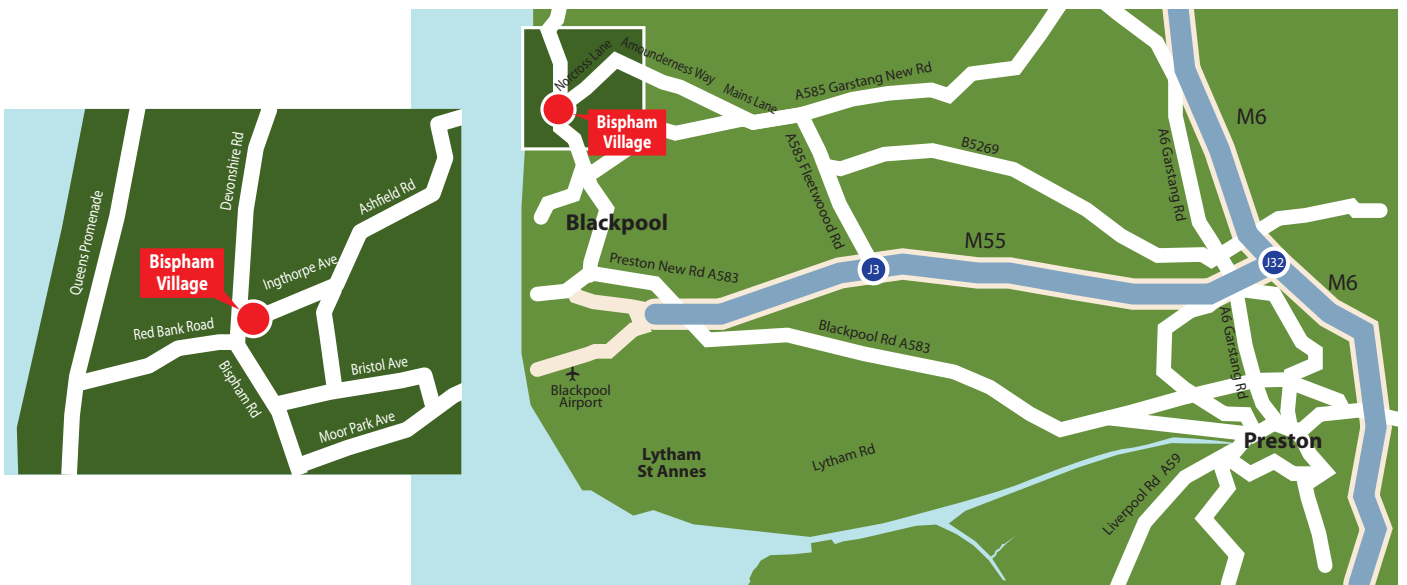 Queens Promenade
Devonshire Rd
Ashfield Rd
Bispham
Village
Ingthorpe Ave
Red Bank Road
Bispham Rd
Bristol Ave
Moor Park Ave
Norcross Lane
Amounderness Way
Mains Lane
A585 Garstang New Rd
Bispham
Village
M6
A6 Garstang Rd
B5269
A585 Fleetwoood Rd
Blackpool
M55
Preston New Rd A583
J3
J32
M6
Blackpool Rd A583
A6 Garstang Rd
Blackpool
Airport
Lytham
St Annes
Lytham Rd
Preston
Liverpool Rd A59